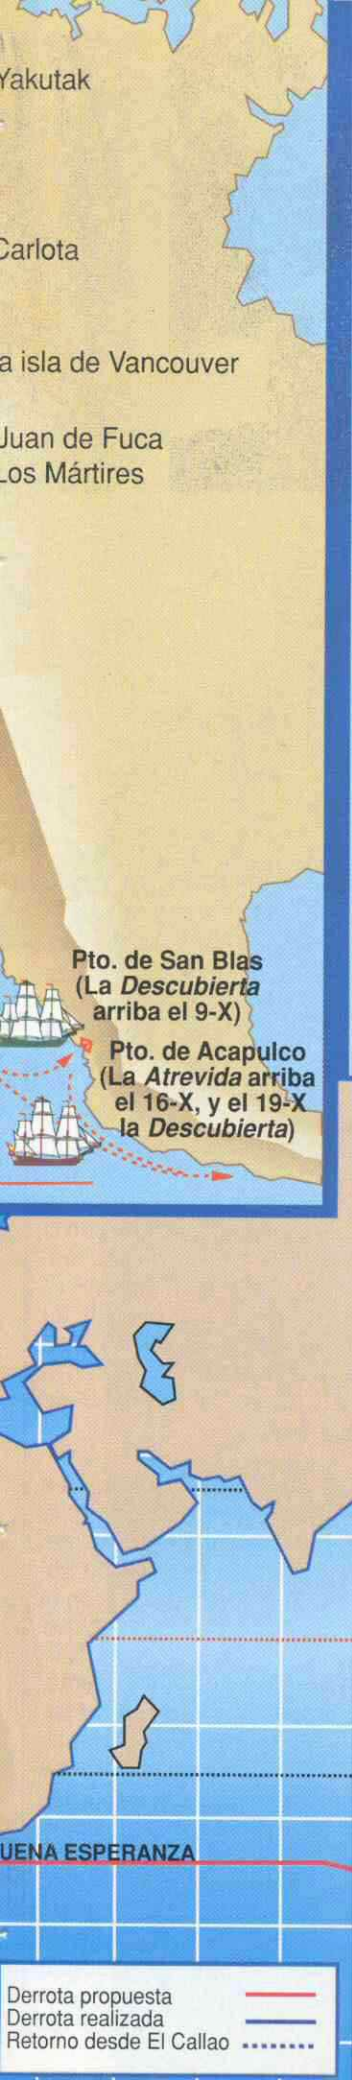 Yakutak
Carlota
a isla de Vancouver
Juan de Fuca
Los Mártires
Pto. de San Blas
(La Descubierta
arriba el 9-X)
Pto. de Acapulco
(La Atrevida arriba
el 16-X, y el 19-X
la Descubierta)
UENA ESPERANZA
Derrota propuesta
Derrota realizada
Retorno desde El Callao